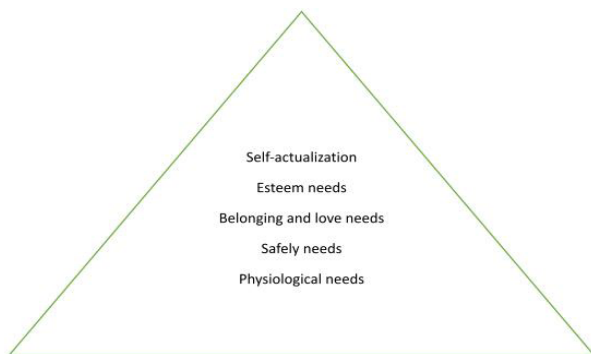 Self-actualization
Esteem needs
Belonging and love needs
Safely needs
Physiological needs